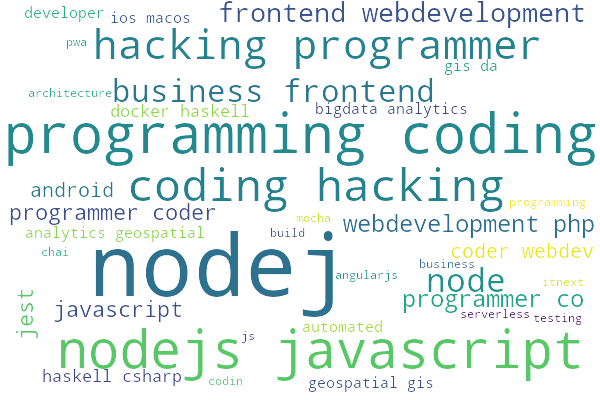 developer
ios macos
frontend webdevelopment
pwa
hacking programmer
gis da
architecture
business frontend
docker haskell
bigdata analytics
programming coding
android
coding hacking
programming
programmer coder
mocha
webdevelopment php
analytics geospatial
build
coder webdev
chai
nodej
business
angularjs
node
itnext
jest
javascript
programmer co
serverless
testing
automated
nodejs javascript
js
haskell csharp
codin
geospatial gis